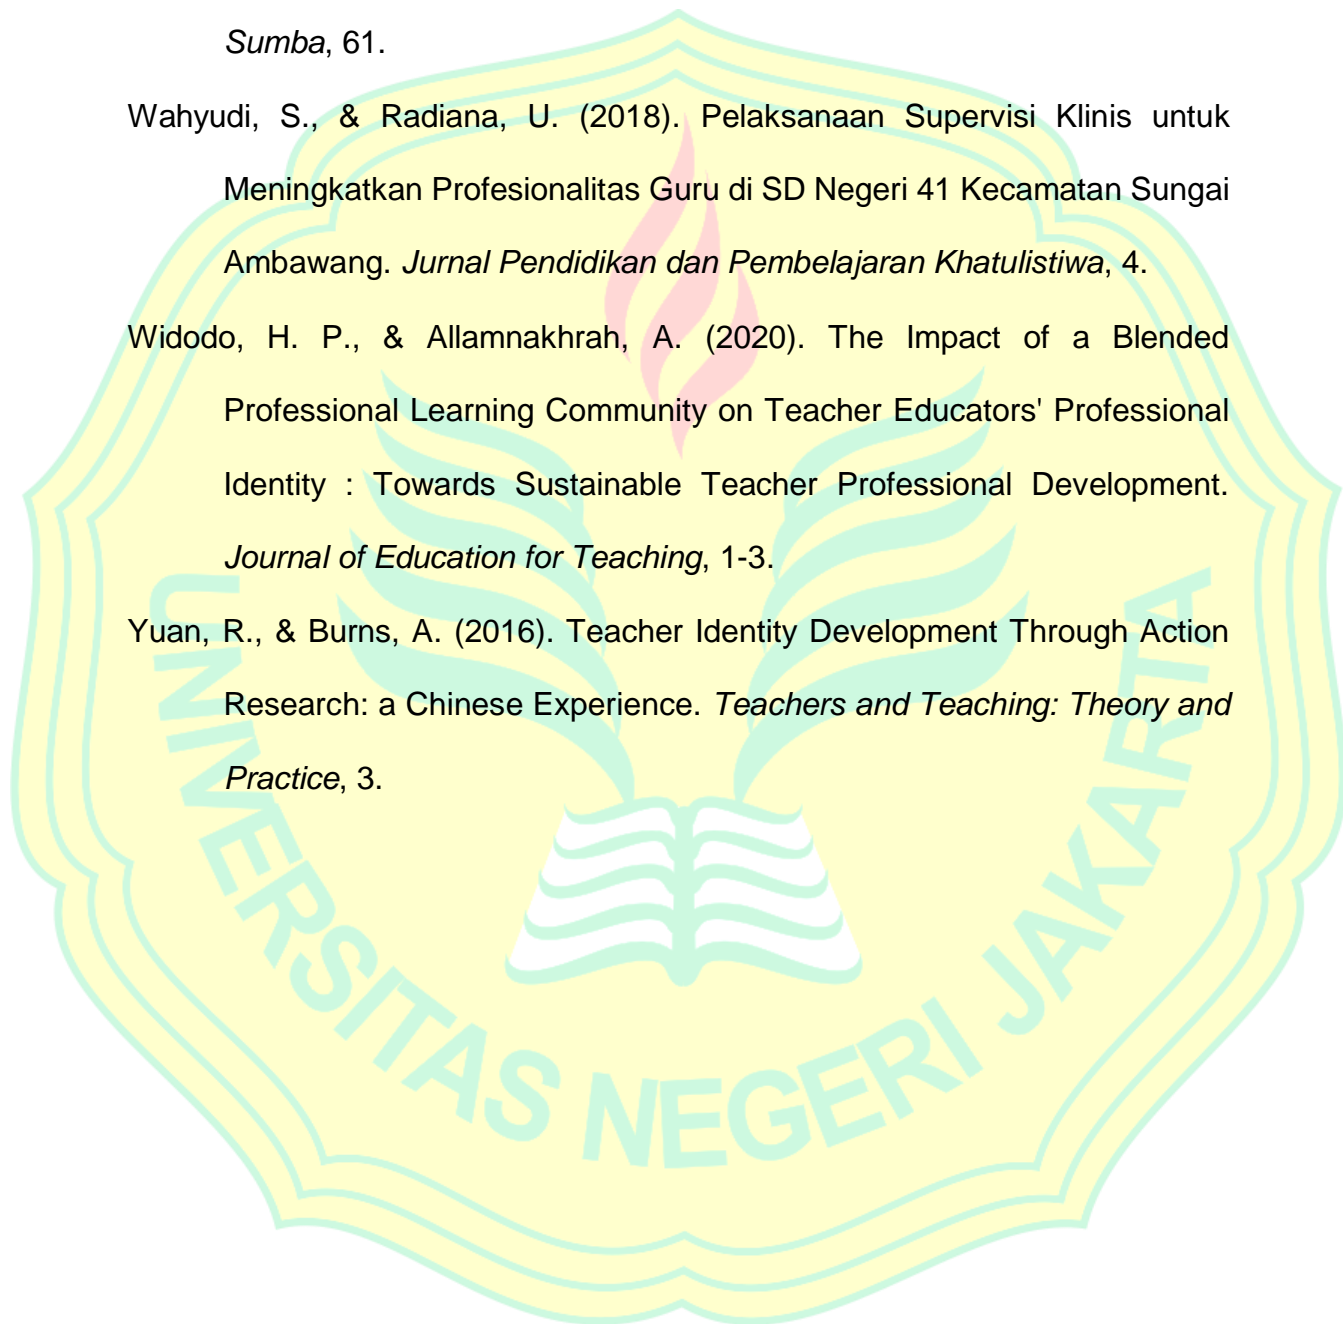 Sumba, 61.
Wahyudi, S., & Radiana, U. (2018). Pelaksanaan Supervisi Klinis untuk
Meningkatkan Profesionalitas Guru di SD Negeri 41 Kecamatan Sungai
Ambawang. Jurnal Pendidikan dan Pembelajaran Khatulistiwa, 4.
Widodo, H. P., & Allamnakhrah, A. (2020). The Impact of a Blended
Professional Learning Community on Teacher Educators' Professional
Identity : Towards Sustainable Teacher Professional Development.
Journal of Education for Teaching, 1-3.
Yuan, R., & Burns, A. (2016). Teacher Identity Development Through Action
Research: a Chinese Experience. Teachers and Teaching: Theory and
Practice, 3.
UNIVERSITAS NEGERI JAKARTA